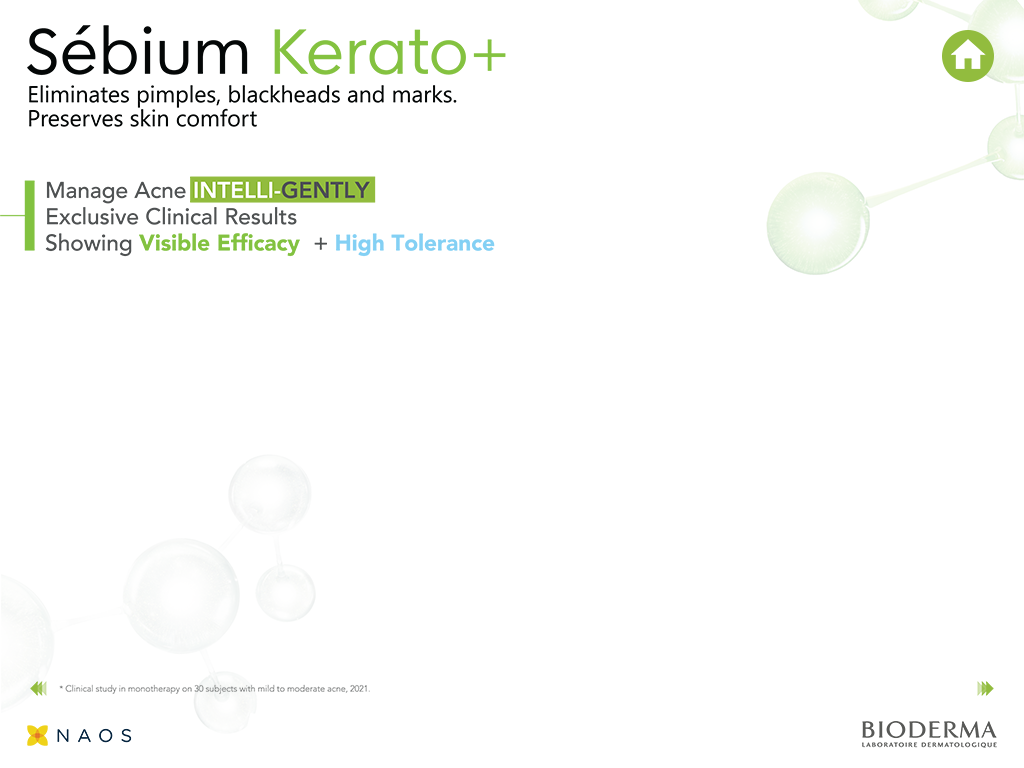 Sébium Kerato+
Eliminates pimples, blackheads and marks.
Preserves skin comfort
Manage Acne INTELLI-GENTLY
Exclusive Clinical Results
Showing Visible Efficacy + High Tolerance
* Clinical study in monotherapy on 30 subjects with mild to moderate acne, 2021.
NAOS
BIODERMA
LABORATOIRE DERMATOLOGIQUE